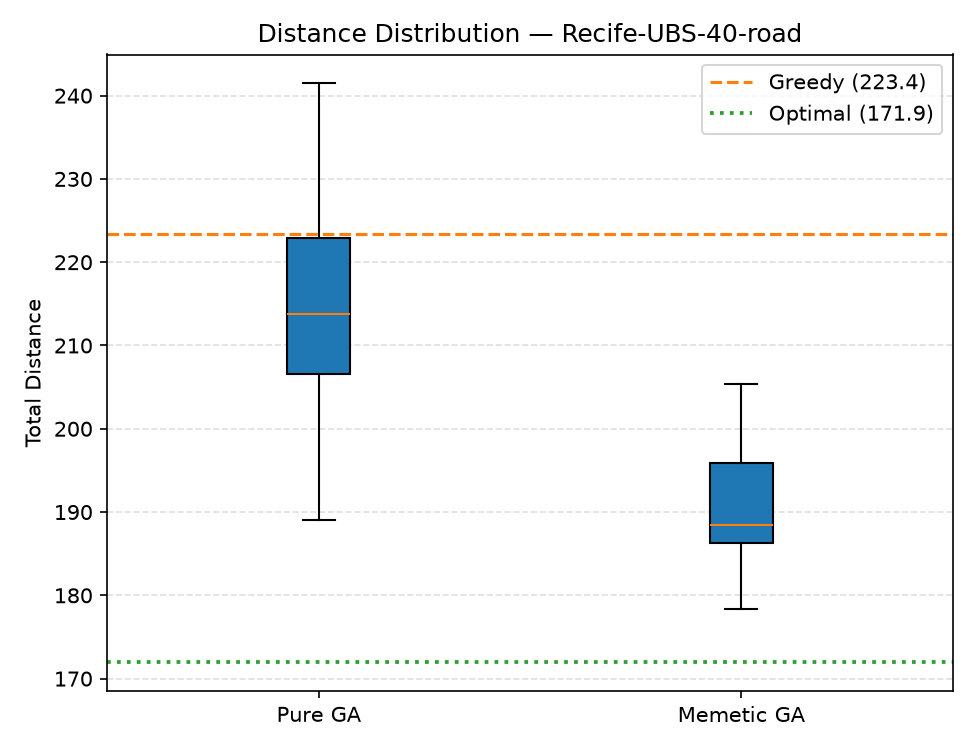 Distance Distribution — Recife-UBS-40-road
Greedy (223.4)
Optimal (171.9)
Total Distance
240
230
220
210
200
190
180
170
Pure GA
Memetic GA